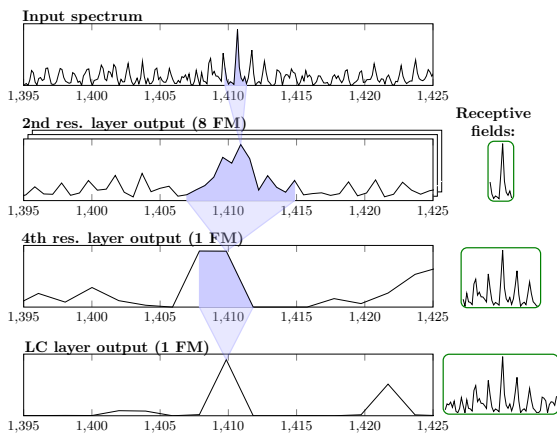 Input spectrum
1,395 1,400 1,405 1,410 1,415 1,420 1,425
2nd res. layer output (8 FM)
Receptive
fields:
1,395 1,400 1,405 1,410 1,415 1,420 1,425
4th res. layer output (1 FM)
1,395 1,400 1,405 1,410 1,415 1,420 1,425
LC layer output (1 FM)
1,395 1,400 1,405 1,410 1,415 1,420 1,425